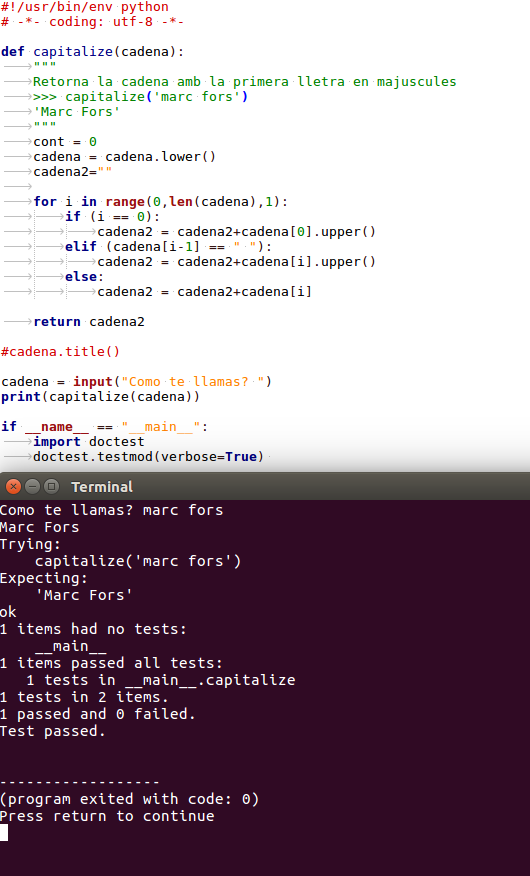 #!/usr/bin/env python
# -*- coding: utf-8 -*-
def capitalize(cadena):
"""
Retorna la cadena amb la primera lletra en majuscules
>>> capitalize('marc fors')
'Marc Fors'
"""
cont = 0
cadena = cadena.lower()
cadena2=""
for i in range(0,len(cadena),1):
if (i == 0):
cadena2 = cadena2+cadena[0].upper()
elif (cadena[i-1] == " "):
cadena2 = cadena2+cadena[i].upper()
else:
cadena2 = cadena2+cadena[i]
return cadena2
#cadena.title()
cadena = input("Como te llamas? ")
print(capitalize(cadena))
if __name__ == "__main__":
import doctest
doctest.testmod(verbose=True)
Terminal
Como te llamas? marc fors
Marc Fors
Trying:
capitalize('marc fors')
Expecting:
'Marc Fors'
ok
1 items had no tests:
__main__
1 items passed all tests:
1 tests in __main__.capitalize
1 tests in 2 items.
1 passed and 0 failed.
Test passed.
------------------
(program exited with code: 0)
Press return to continue